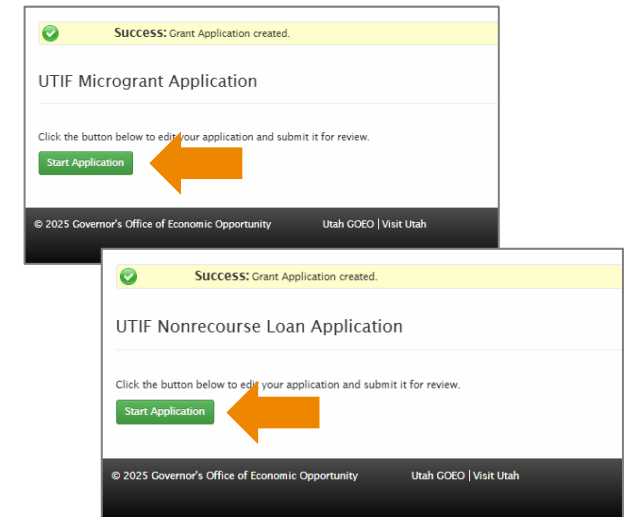 Success: Grant Application created.
UTIF Microgrant Application
Click the button below to edit your application and submit it for review.
Start Application
© 2025 Governor's Office of Economic Opportunity Utah GOEO | Visit Utah
Success: Grant Application created.
UTIF Nonrecourse Loan Application
Click the button below to edit your application and submit it for review.
Start Application
© 2025 Governor's Office of Economic Opportunity Utah GOEO | Visit Utah